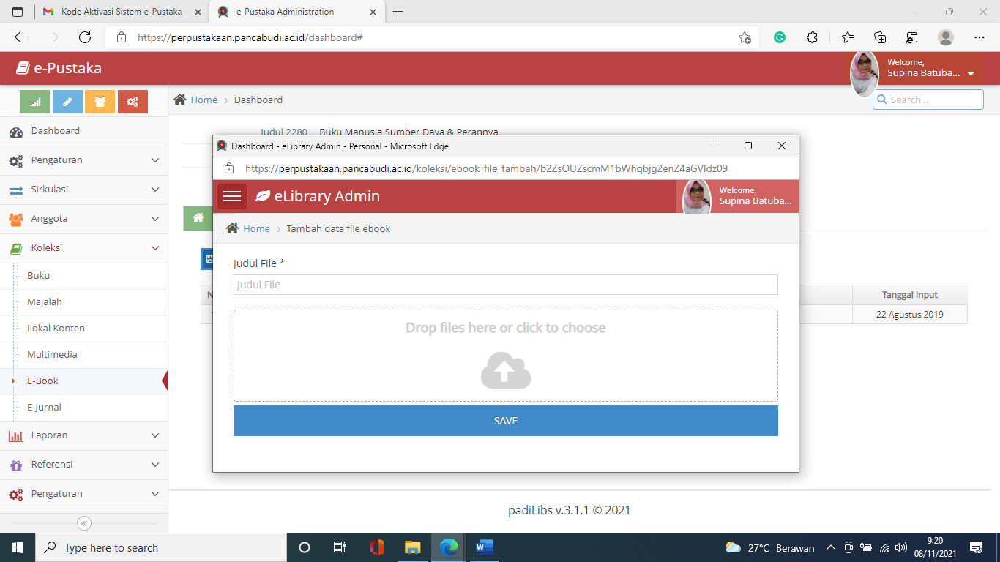 Kode Aktivasi Sistem e-Pustaka -
e-Pustaka Administration
https://perpustakaan.pancabudi.ac.id/dashboard#
e-Pustaka
Welcome,
Supina Batuba...
Home
Dashboard
Search ...
Dashboard
Pengaturan
Sirkulasi
Anggota
Koleksi
Buku
Majalah
Lokal Konten
Multimedia
E-Book
E-Jurnal
Laporan
Referensi
Pengaturan
Judul 2280 Buku Manusia Sumber Daya & Perannya
Dashboard - eLibrary Admin - Personal - Microsoft Edge
https://perpustakaan.pancabudi.ac.id/koleksi/ebook_file_tambah/b2ZsOUZscmM1bWhqbjg2enZ4aGVldz09
eLibrary Admin
Welcome,
Supina Batuba...
Home
Tambah data file ebook
Judul File *
Judul File
Drop files here or click to choose
SAVE
Tanggal Input
22 Agustus 2019
padiLibs v.3.1.1 © 2021
Type here to search
27°C Berawan
9:20
08/11/2021